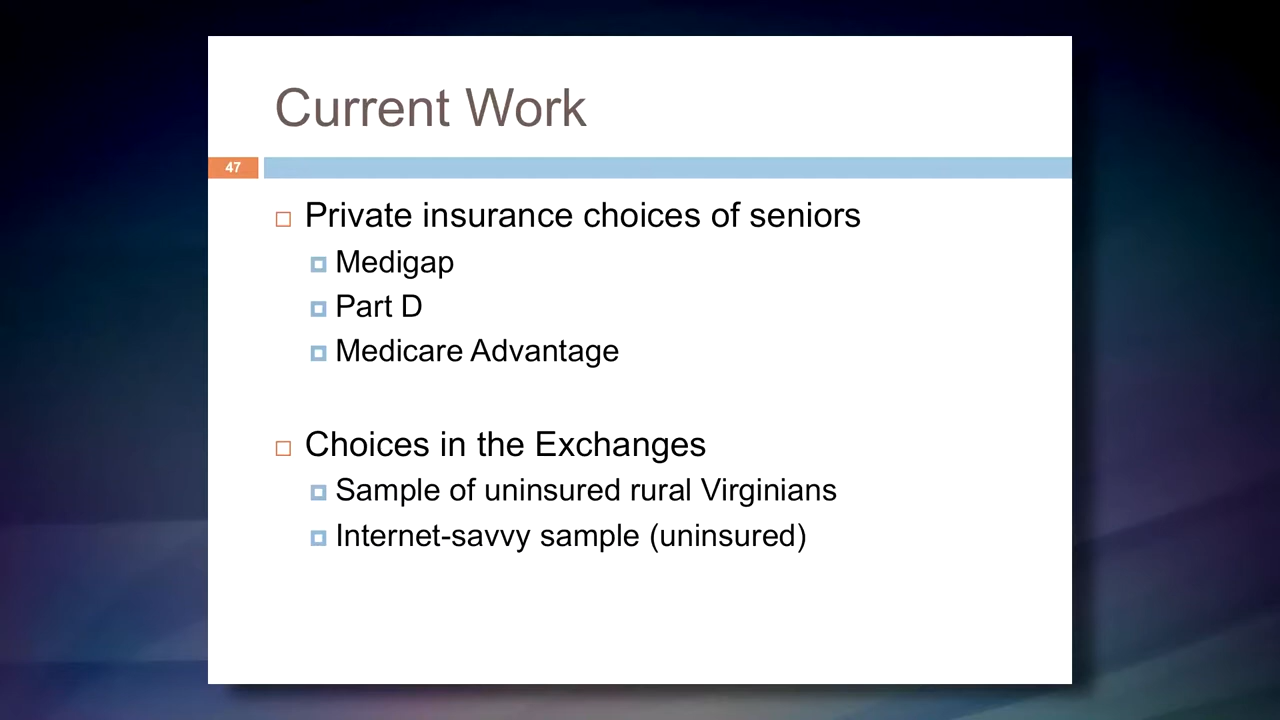 Current Work
47
Private insurance choices of seniors
Medigap
Part D
Medicare Advantage
Choices in the Exchanges
Sample of uninsured rural Virginians
Internet-savvy sample (uninsured)